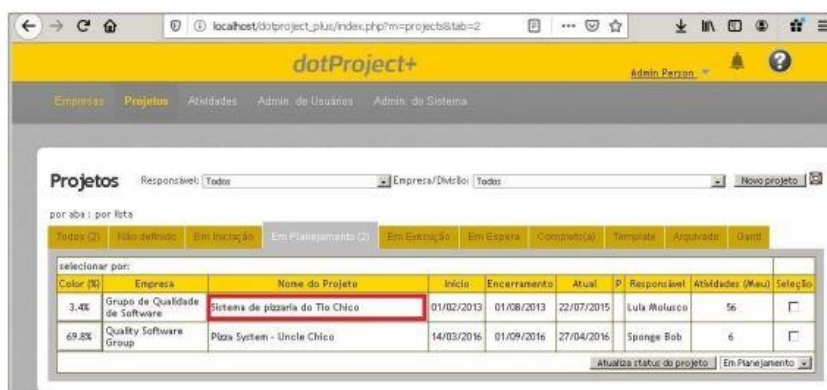 localhost/dotproject_plus/index.php?m=projects&tab=2
dotProject+
Admin Person
Empresas Projetos Atividades Admin. de Usuários Admin. do Sistema
Projetos Responsável: Todos Empresa/Divisão: Todos Novo projeto
por aba : por lista
Todos (2) Não definido Em Iniciação Em Planejamento (2) Em Execução Em Espera Completo(a) Template Arquivado Gantt
selecionar por:
Color (%) Empresa Nome do Projeto Início Encerramento Atual P Responsável Atividades (Meu) Seleção
3.4% Grupo de Qualidade de Software Sistema de pizzaria do Tio Chico 01/02/2013 01/08/2013 22/07/2015 Lula Molusco 56
69.8% Quality Software Group Pizza System - Uncle Chico 14/03/2016 01/09/2016 27/04/2016 Sponge Bob 6
Atualiza status do projeto Em Planejamento